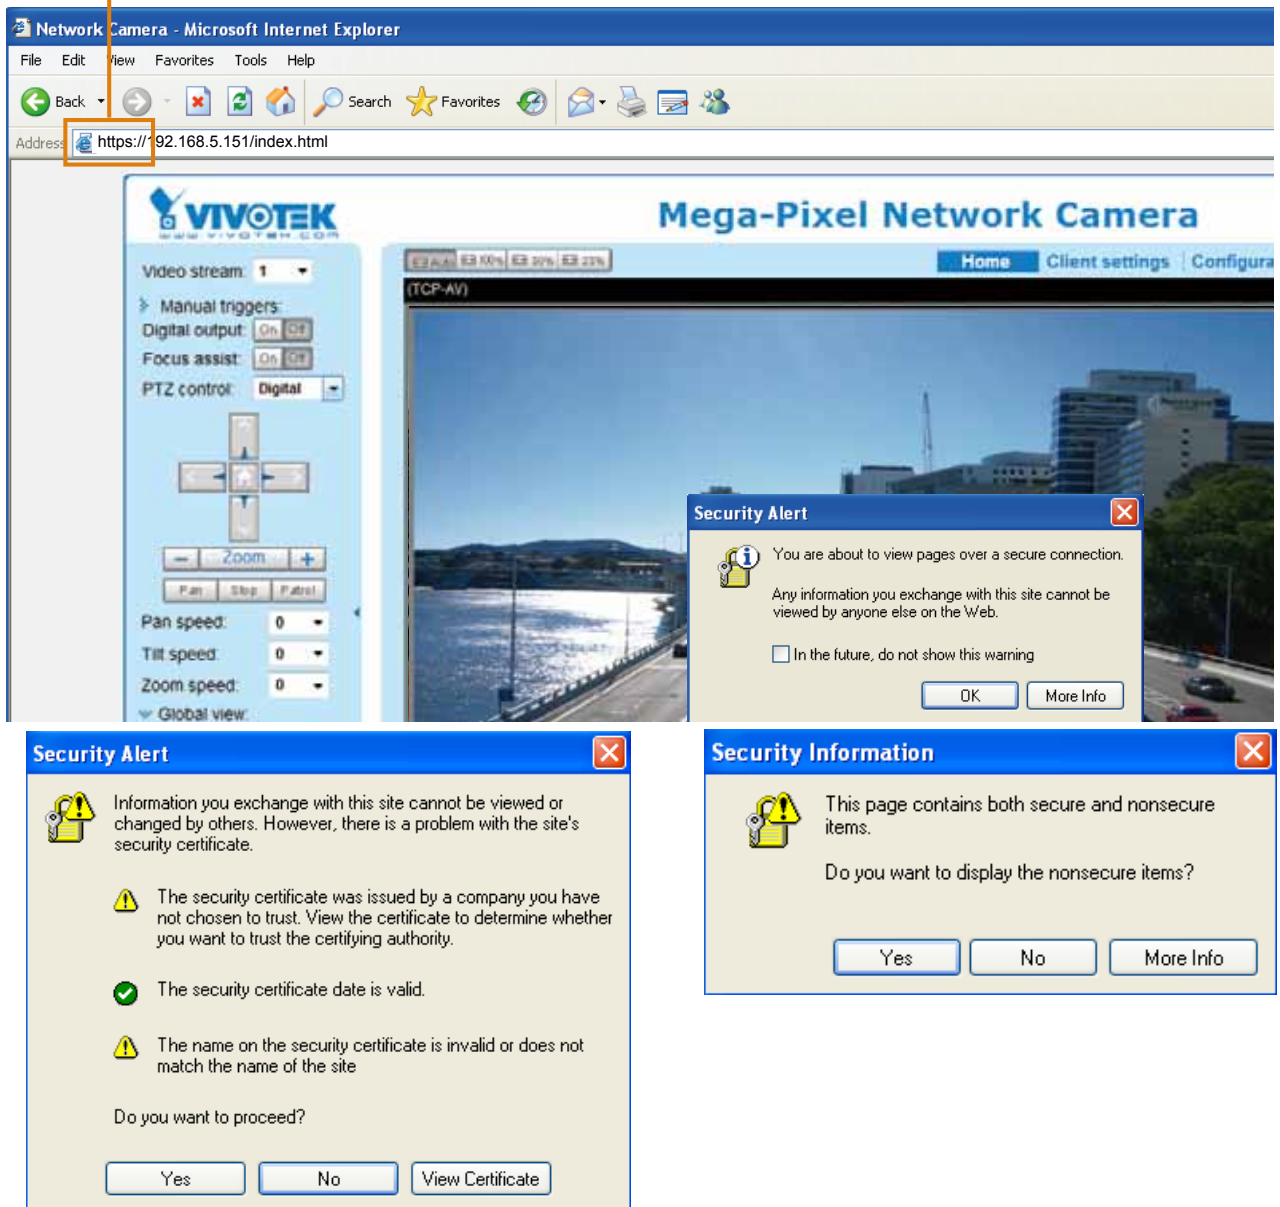 Network Camera - Microsoft Internet Explorer
File Edit View Favorites Tools Help
Back Search Favorites
Address https://192.168.5.151/index.html
VIVOTEK
WWW.VIVOTEK.COM
Mega-Pixel Network Camera
Video stream: 1
100% 50% 25%
Home Client settings Configura
(TCP-AV)
Manual triggers:
Digital output: On Off
Focus assist: On Off
PTZ control: Digital
Zoom
Pan Stop Patrol
Pan speed: 0
Tilt speed: 0
Zoom speed: 0
Global view:
Security Alert
You are about to view pages over a secure connection.
Any information you exchange with this site cannot be
viewed by anyone else on the Web.
In the future, do not show this warning
OK More Info
Security Alert
Information you exchange with this site cannot be viewed or
changed by others. However, there is a problem with the site's
security certificate.
The security certificate was issued by a company you have
not chosen to trust. View the certificate to determine whether
you want to trust the certifying authority.
The security certificate date is valid.
The name on the security certificate is invalid or does not
match the name of the site
Do you want to proceed?
Yes No View Certificate
Security Information
This page contains both secure and nonsecure
items.
Do you want to display the nonsecure items?
Yes No More Info